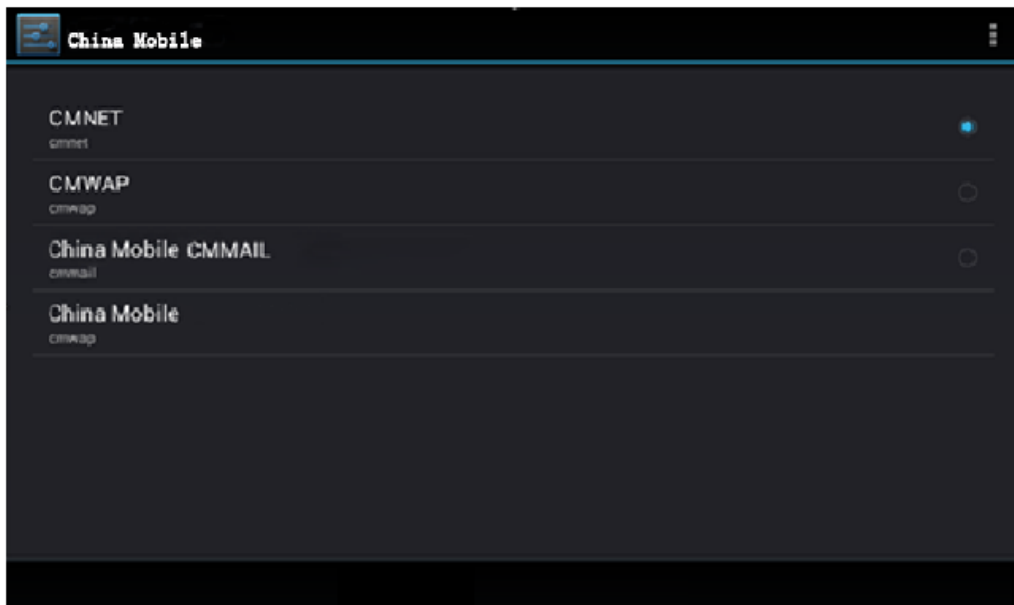 China Mobile
CMNET
cmnet
CMWAP
cmwap
China Mobile CMMAIL
cmmail
China Mobile
cmwap